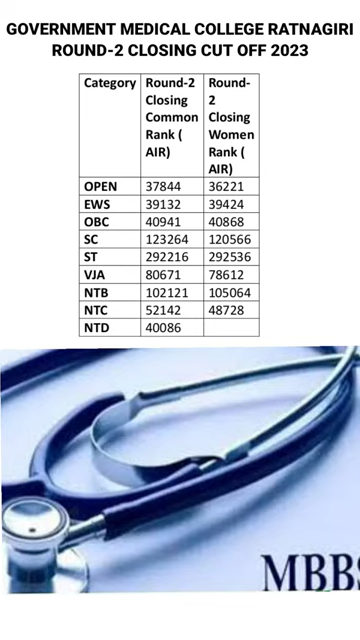 GOVERNMENT MEDICAL COLLEGE RATNAGIRI
ROUND-2 CLOSING CUT OFF 2023
Category Round-2 Closing Common Rank ( AIR) Round-2 Closing Women Rank ( AIR)
OPEN 37844 36221
EWS 39132 39424
OBC 40941 40868
SC 123264 120566
ST 292216 292536
VJA 80671 78612
NTB 102121 105064
NTC 52142 48728
NTD 40086
MBBS